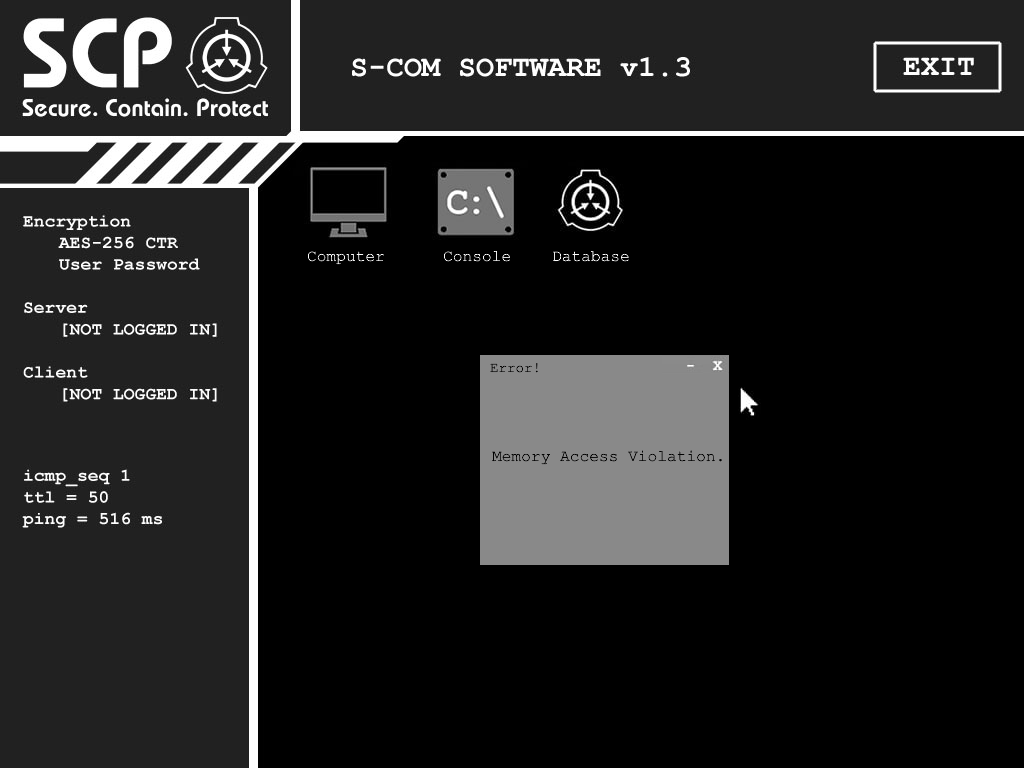 SCP
Secure. Contain. Protect
S-COM SOFTWARE v1.3
EXIT
Encryption
AES-256 CTR
User Password
Server
[NOT LOGGED IN]
Client
[NOT LOGGED IN]
icmp_seq 1
ttl = 50
ping = 516 ms
C:\
Computer
Console
Database
Error!
- X
Memory Access Violation.